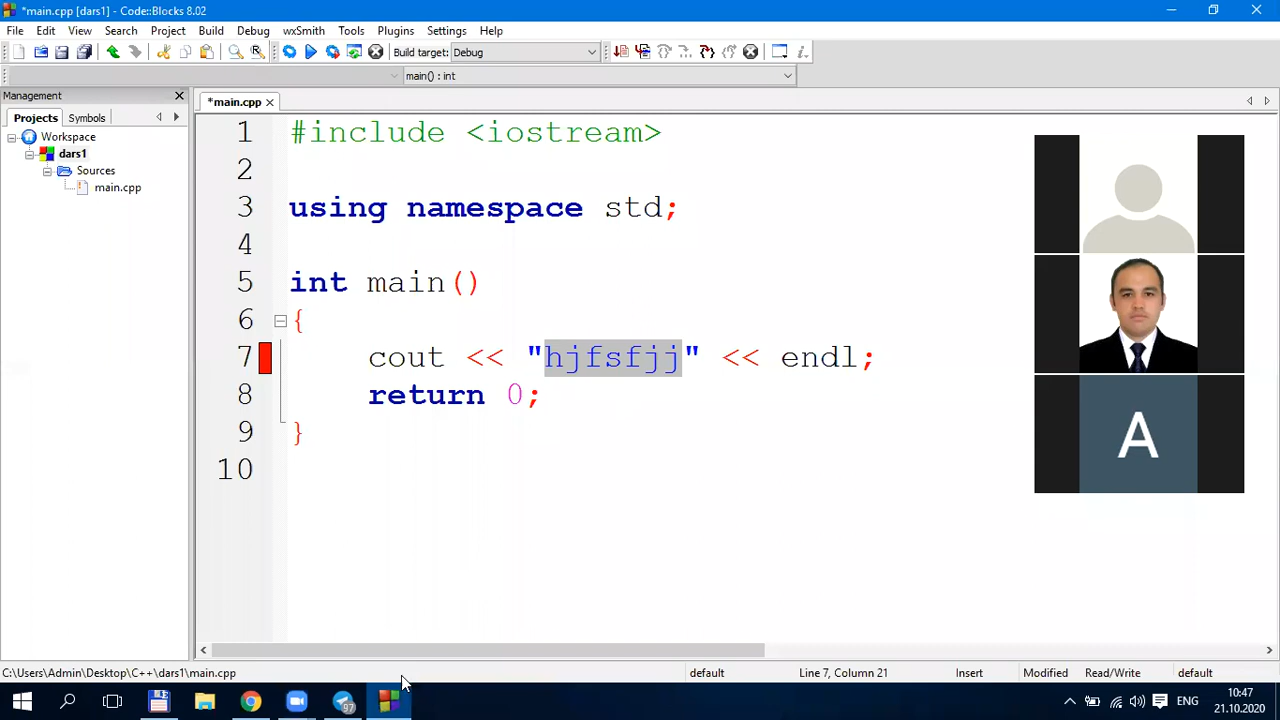 *main.cpp [dars1] - Code::Blocks 8.02
File Edit View Search Project Build Debug wxSmith Tools Plugins Settings Help
Build target: Debug
main() : int
Management
*main.cpp
Projects Symbols
Workspace
dars1
Sources
main.cpp
1 #include <iostream>
2
3 using namespace std;
4
5 int main()
6 {
7 cout << "hjfsfjj" << endl;
8 return 0;
9 }
10
A
C:\Users\Admin\Desktop\C++\dars1\main.cpp default Line 7, Column 21 Insert Modified Read/Write default
97
ENG
10:47
21.10.2020